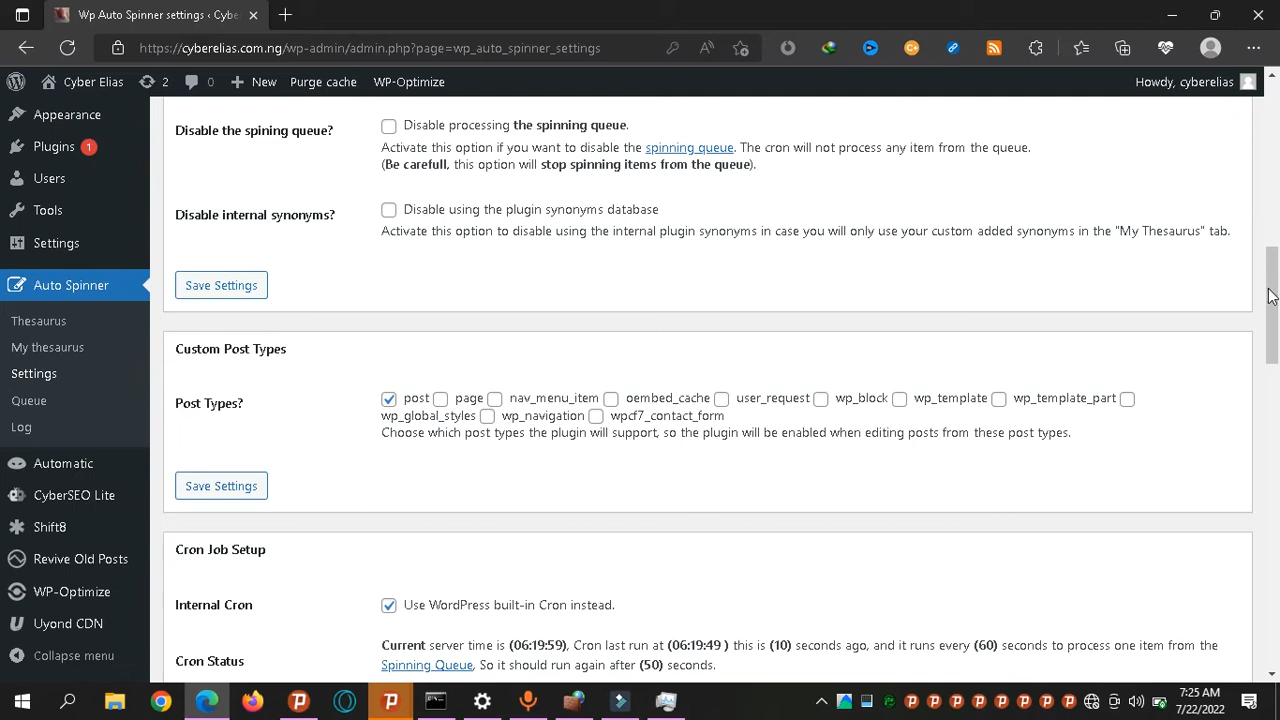 Wp Auto Spinner settings
https://cyberelias.com.ng/wp-admin/admin.php?page=wp_auto_spinner_settings
Cyber Elias
2
0
New
Purge cache
WP-Optimize
Howdy, cyberelias
Appearance
Plugins
1
Users
Tools
Settings
Auto Spinner
Thesaurus
My thesaurus
Settings
Queue
Log
Automatic
CyberSEO Lite
Shift8
Revive Old Posts
WP-Optimize
Uyond CDN
Collapse menu
Disable the spining queue?
Disable processing the spinning queue.
Activate this option if you want to disable the spinning queue. The cron will not process any item from the queue.
(Be carefull, this option will stop spinning items from the queue).
Disable internal synonyms?
Disable using the plugin synonyms database
Activate this option to disable using the internal plugin synonyms in case you will only use your custom added synonyms in the "My Thesaurus" tab.
Save Settings
Custom Post Types
Post Types?
post page nav_menu_item oembed_cache user_request wp_block wp_template wp_template_part
wp_global_styles wp_navigation wpcf7_contact_form
Choose which post types the plugin will support, so the plugin will be enabled when editing posts from these post types.
Save Settings
Cron Job Setup
Internal Cron
Use WordPress built-in Cron instead.
Cron Status
Current server time is (06:19:59), Cron last run at (06:19:49 ) this is (10) seconds ago, and it runs every (60) seconds to process one item from the
Spinning Queue, So it should run again after (50) seconds.
7:25 AM
7/22/2022